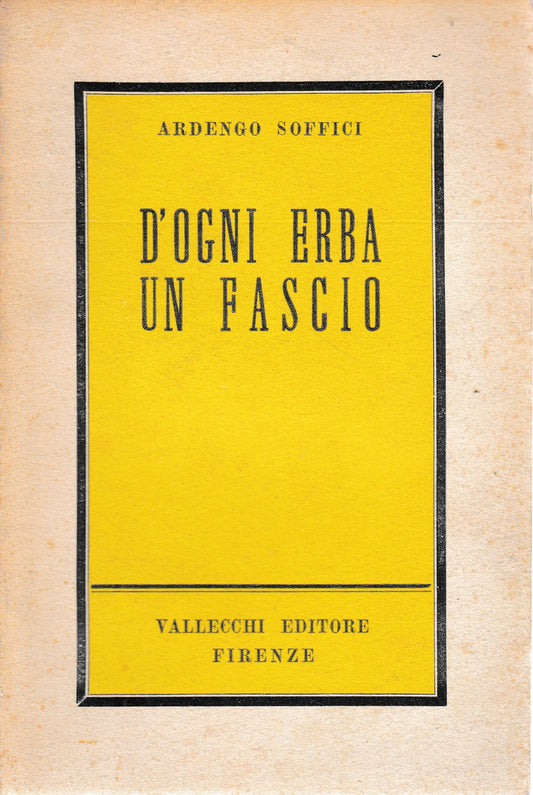 ARDENGO SOFFICI
D'OGNI ERBA
UN FASCIO
VALLECCHI EDITORE
FIRENZE